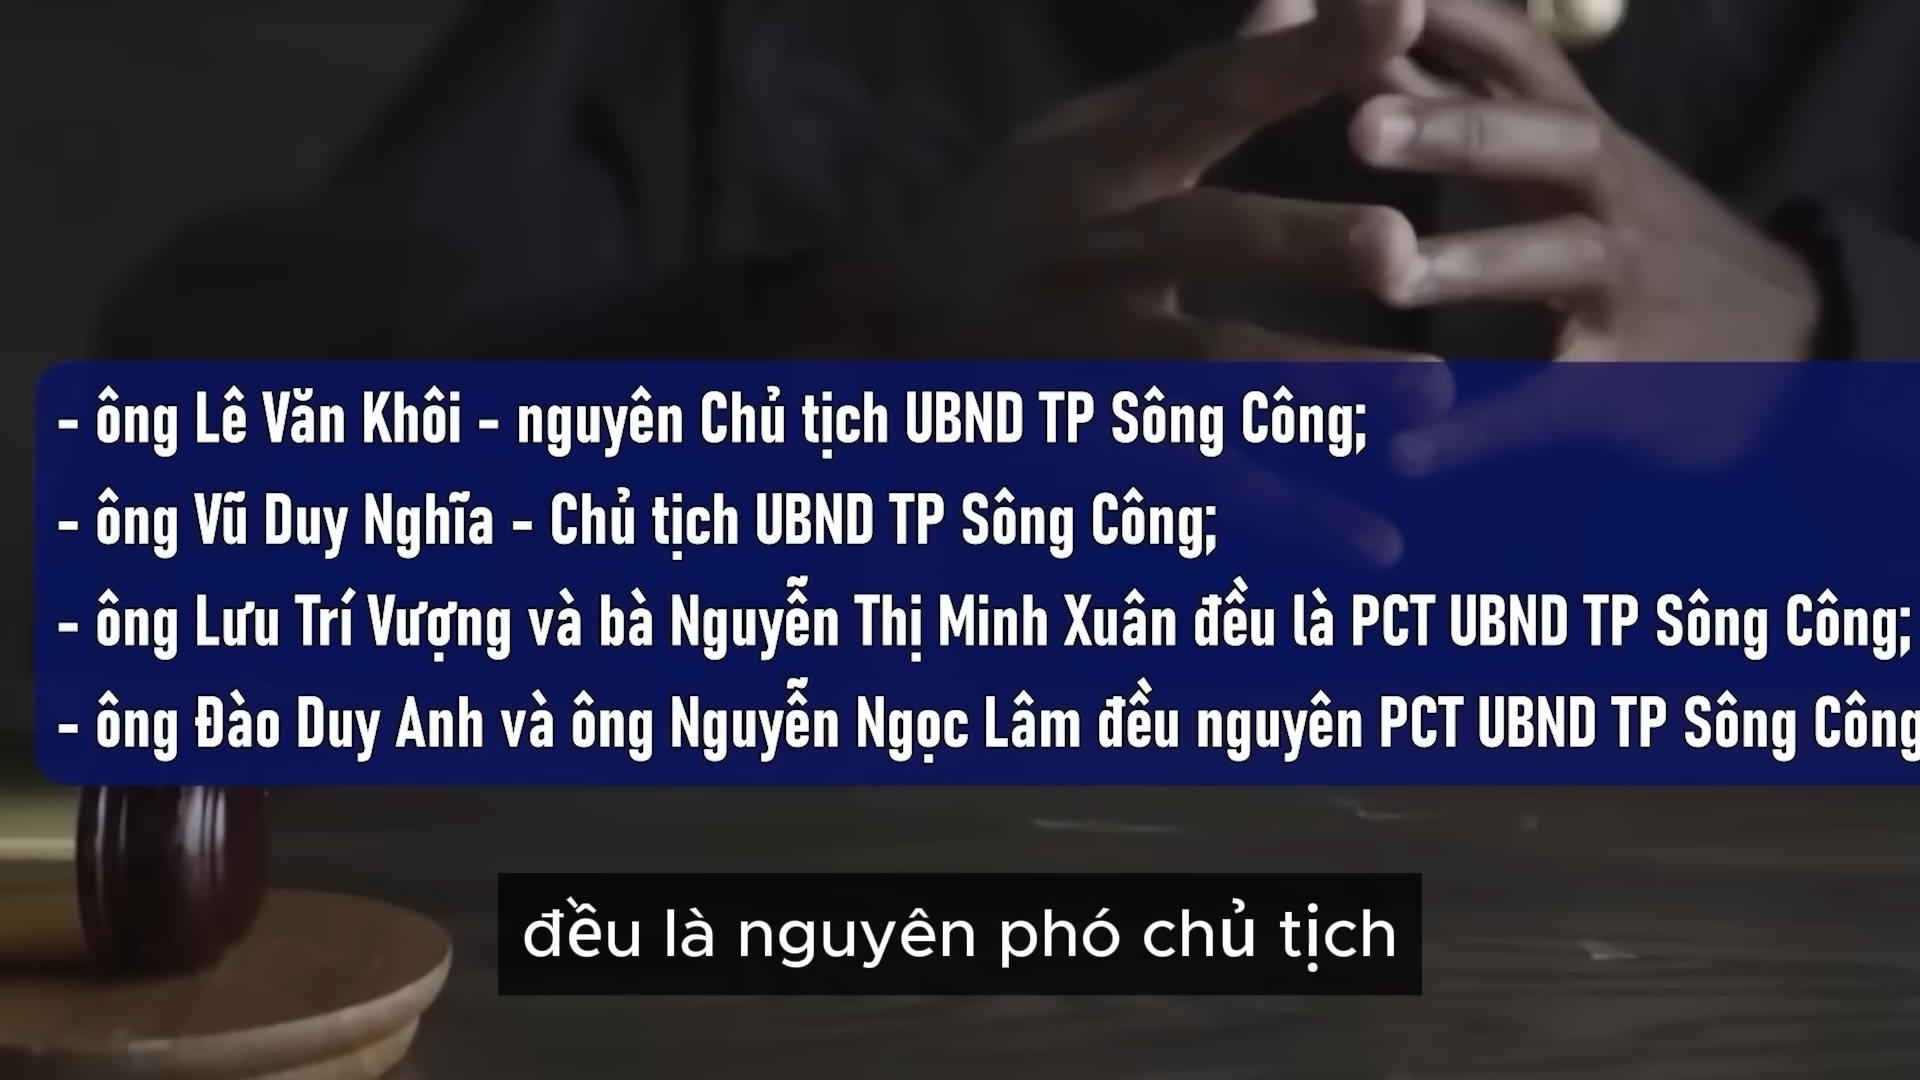 - ông Lê Văn Khôi - nguyên Chủ tịch UBND TP Sông Công;
- ông Vũ Duy Nghĩa - Chủ tịch UBND TP Sông Công;
- ông Lưu Trí Vượng và bà Nguyễn Thị Minh Xuân đều là PCT UBND TP Sông Công;
- ông Đào Duy Anh và ông Nguyễn Ngọc Lâm đều nguyên PCT UBND TP Sông Công
đều là nguyên phó chủ tịch